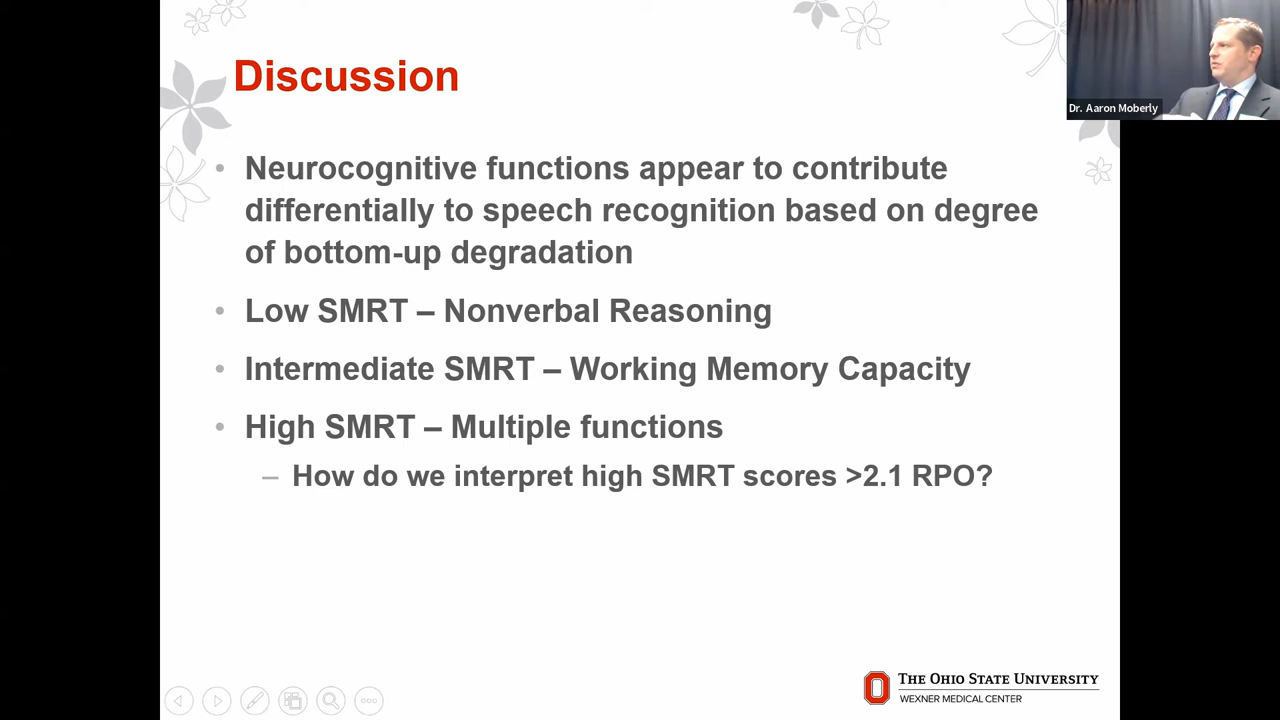 Discussion
Dr. Aaron Moberly
• Neurocognitive functions appear to contribute
differentially to speech recognition based on degree
of bottom-up degradation
• Low SMRT – Nonverbal Reasoning
• Intermediate SMRT – Working Memory Capacity
• High SMRT – Multiple functions
– How do we interpret high SMRT scores >2.1 RPO?
THE OHIO STATE UNIVERSITY
WEXNER MEDICAL CENTER